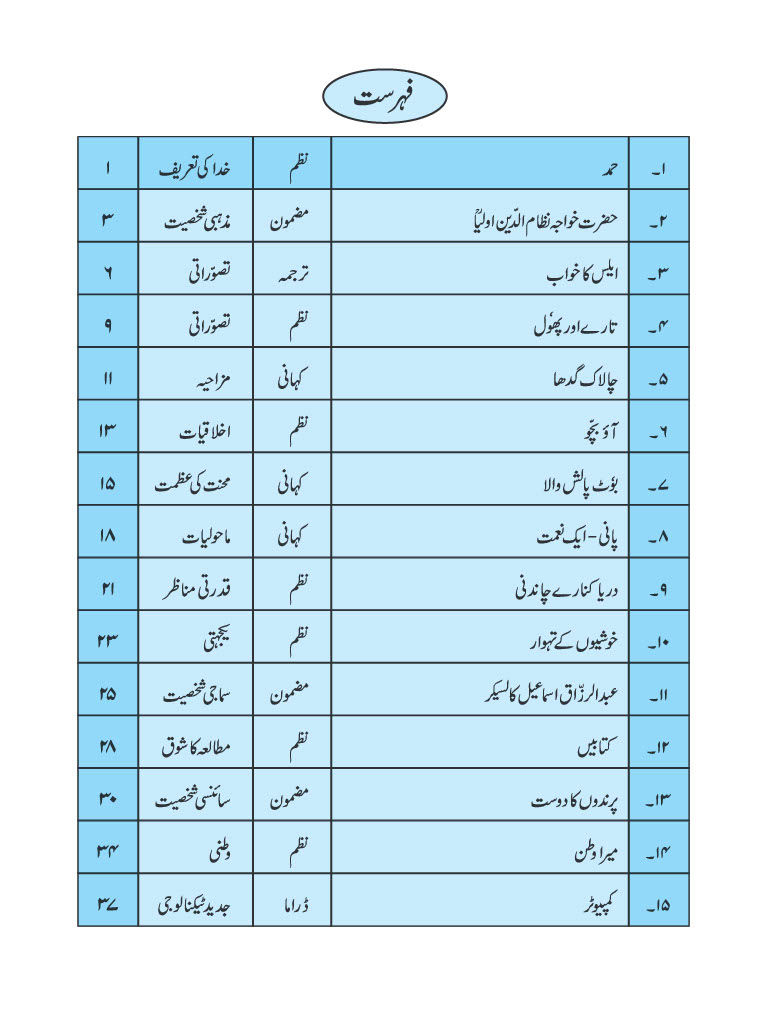 فہرست
۱۔ حمد نظم خدا کی تعریف ۱
۲۔ حضرت خواجہ نظام الدّین اولیاؒ مضمون مذہبی شخصیت ۳
۳۔ ایلس کا خواب ترجمہ تصوّراتی ۶
۴۔ تارے اور پھوٗل نظم تصوّراتی ۹
۵۔ چالاک گدھا کہانی مزاحیہ ۱۱
۶۔ آؤ بچّو نظم اخلاقیات ۱۳
۷۔ بوٗٹ پالش والا کہانی محنت کی عظمت ۱۵
۸۔ پانی - ایک نعمت کہانی ماحولیات ۱۸
۹۔ دریا کنارے چاندنی نظم قدرتی مناظر ۲۱
۱۰۔ خوشیوں کے تہوار نظم یکجہتی ۲۳
۱۱۔ عبدالرزّاق اسماعیل کالسیکر مضمون سماجی شخصیت ۲۵
۱۲۔ کتابیں نظم مطالعہ کا شوق ۲۸
۱۳۔ پرندوں کا دوست مضمون سائنسی شخصیت ۳۰
۱۴۔ میرا وطن نظم وطنی ۳۴
۱۵۔ کمپیوٹر ڈراما جدید ٹیکنالوجی ۳۷